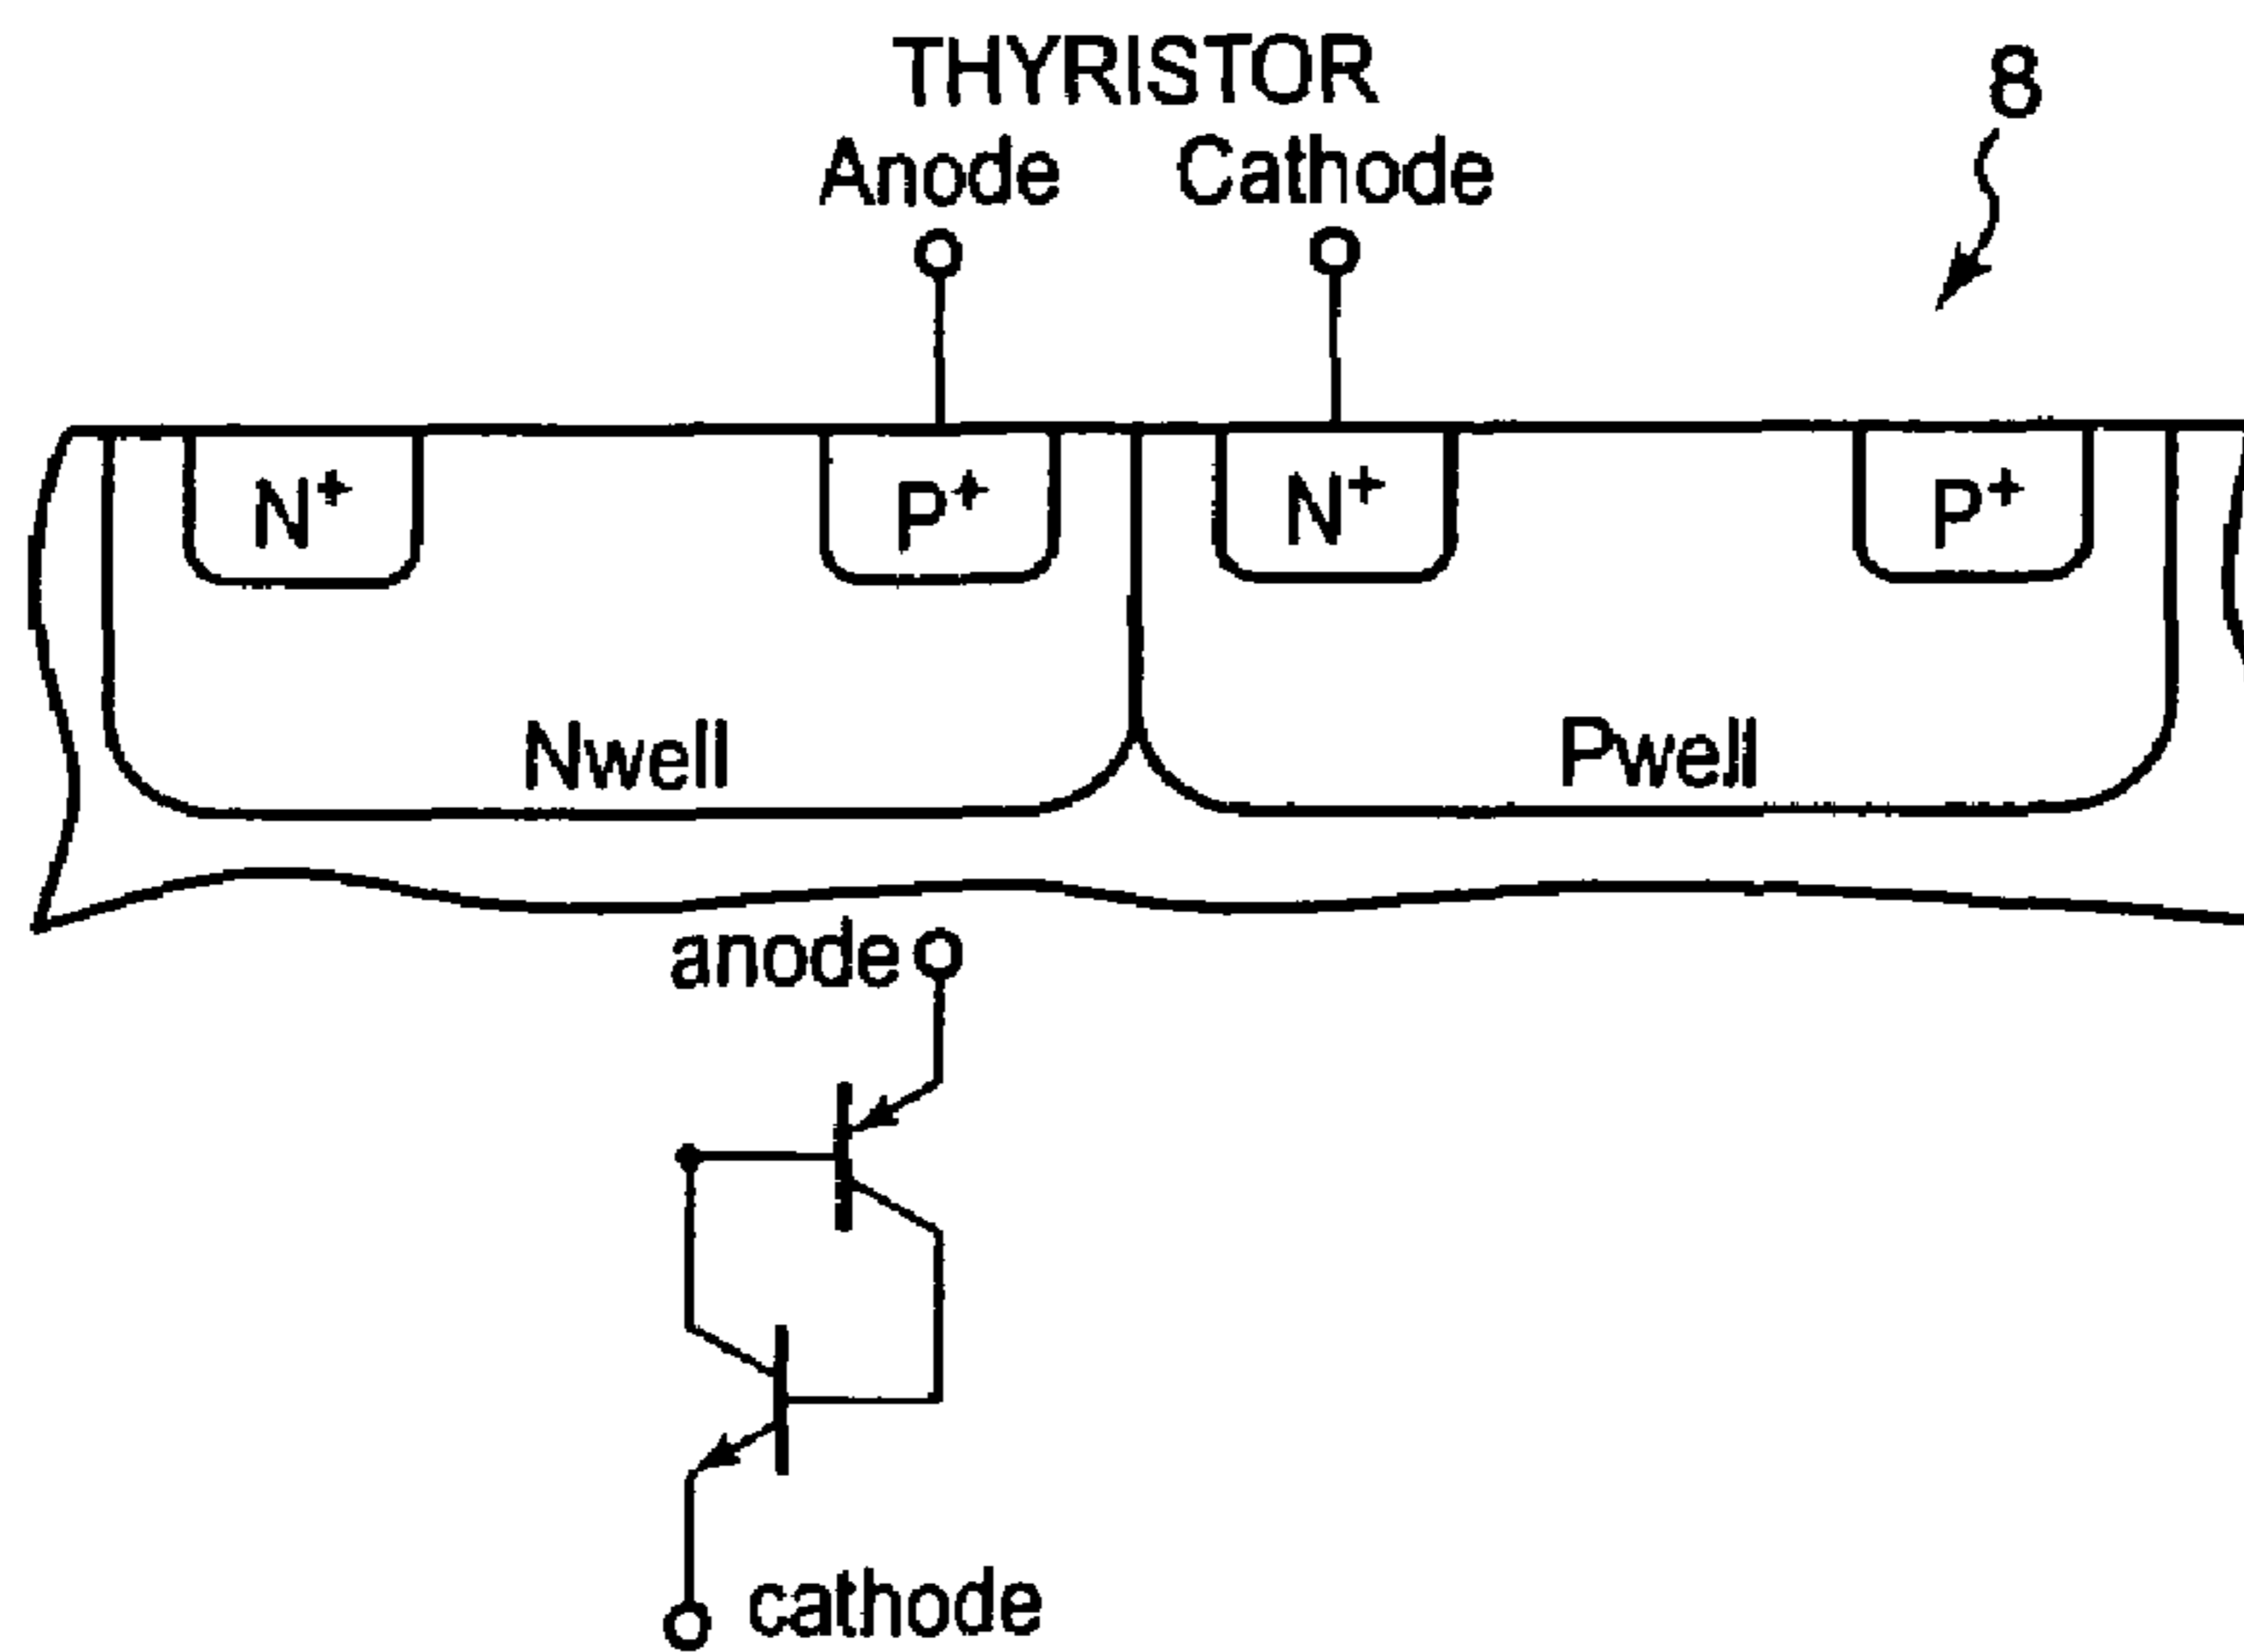 THYRISTOR
8
Anode Cathode
N⁺ P⁺ N⁺ P⁺
Nwell Pwell
anode
cathode